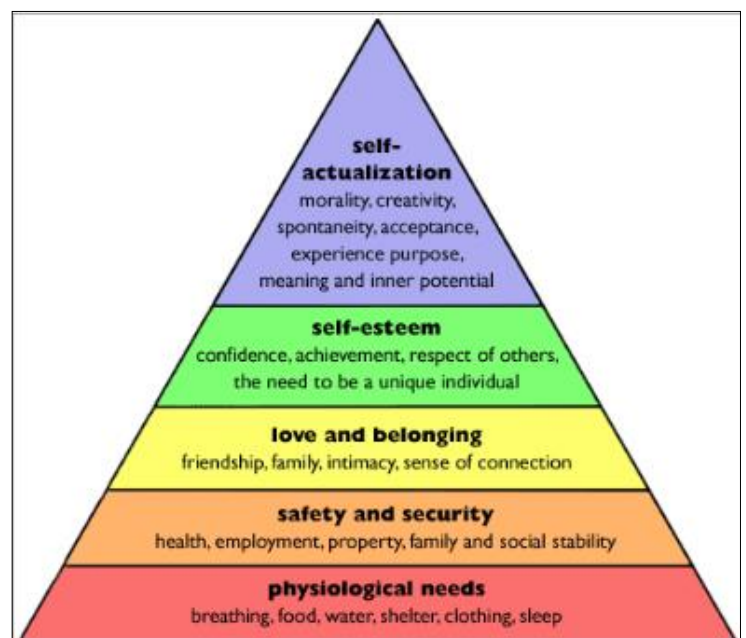 self-
actualization
morality, creativity,
spontaneity, acceptance,
experience purpose,
meaning and inner potential
self-esteem
confidence, achievement, respect of others,
the need to be a unique individual
love and belonging
friendship, family, intimacy, sense of connection
safety and security
health, employment, property, family and social stability
physiological needs
breathing, food, water, shelter, clothing, sleep